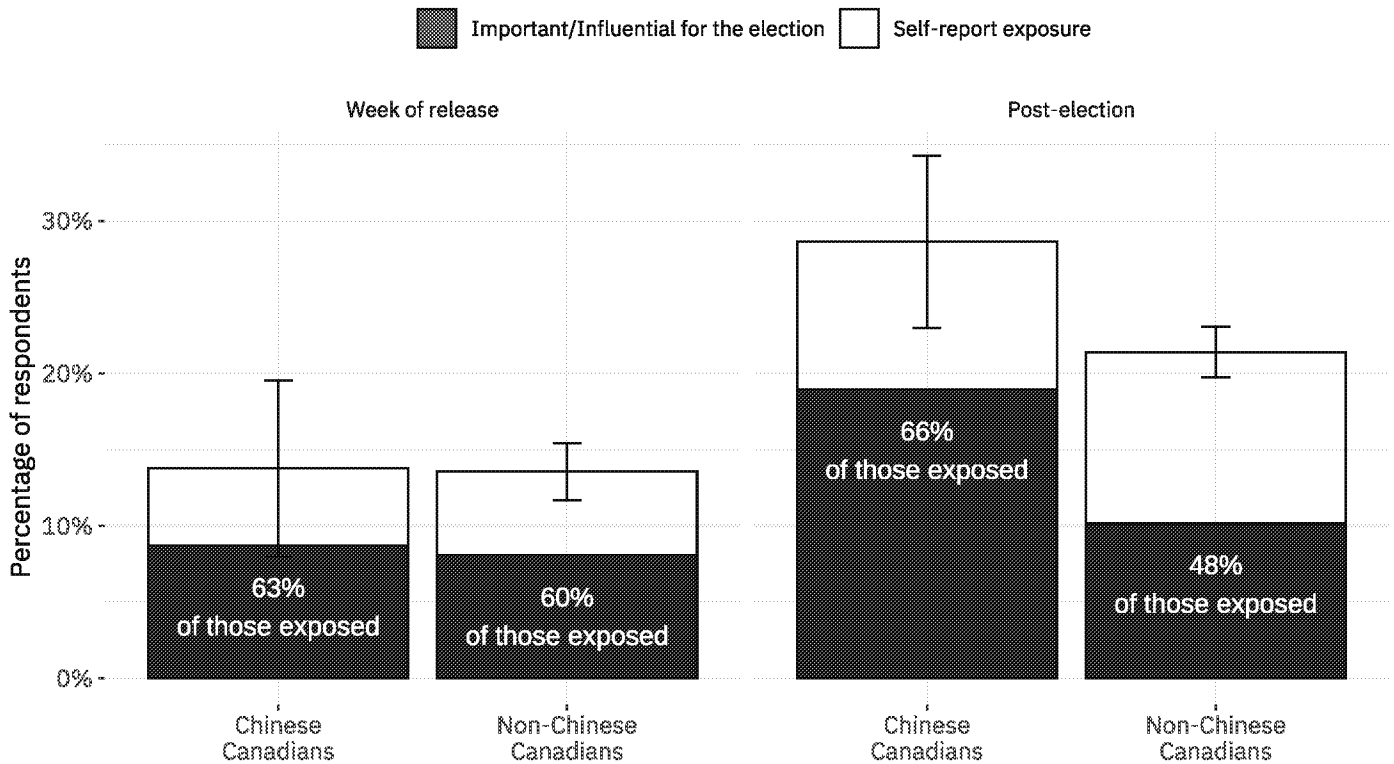 Important/Influential for the election
Self-report exposure
Week of release
Post-election
Percentage of respondents
30%
20%
10%
0%
63%
of those exposed
60%
of those exposed
66%
of those exposed
48%
of those exposed
Chinese
Canadians
Non-Chinese
Canadians
Chinese
Canadians
Non-Chinese
Canadians